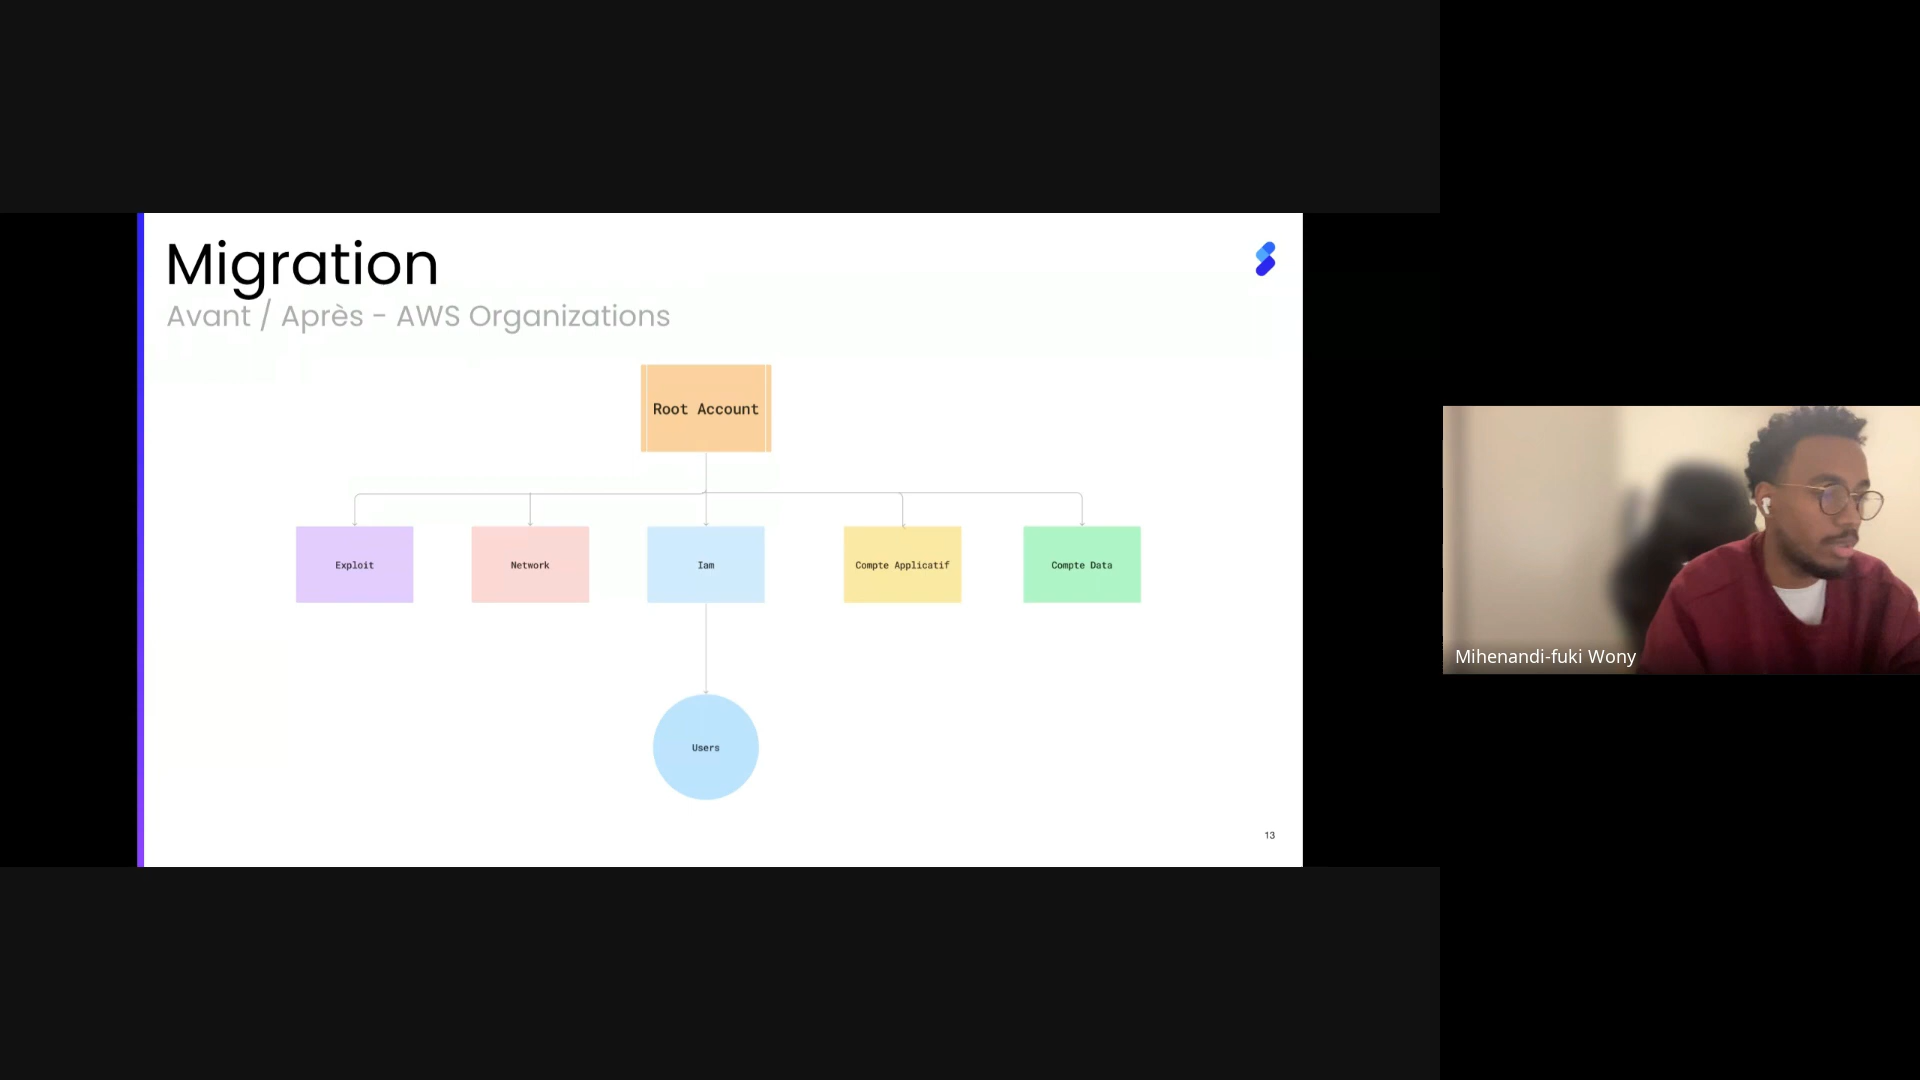 Migration
Avant / Après - AWS Organizations
Root Account
Exploit
Network
Iam
Compte Applicatif
Compte Data
Users
13
Mihenandi-fuki Wony